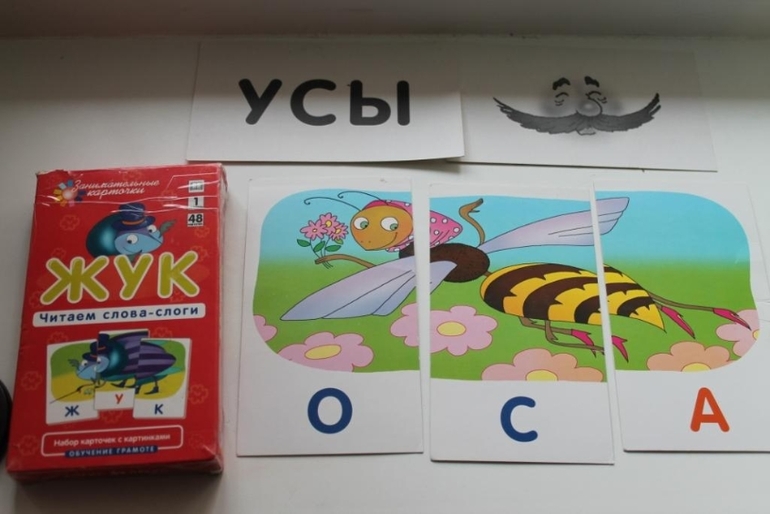 УСЫ
Занимательные
карточки
1
48
ЖУК
Читаем слова-слоги
Ж У К
Набор карточек с картинками
ОБУЧЕНИЕ ГРАМОТЕ
О С А